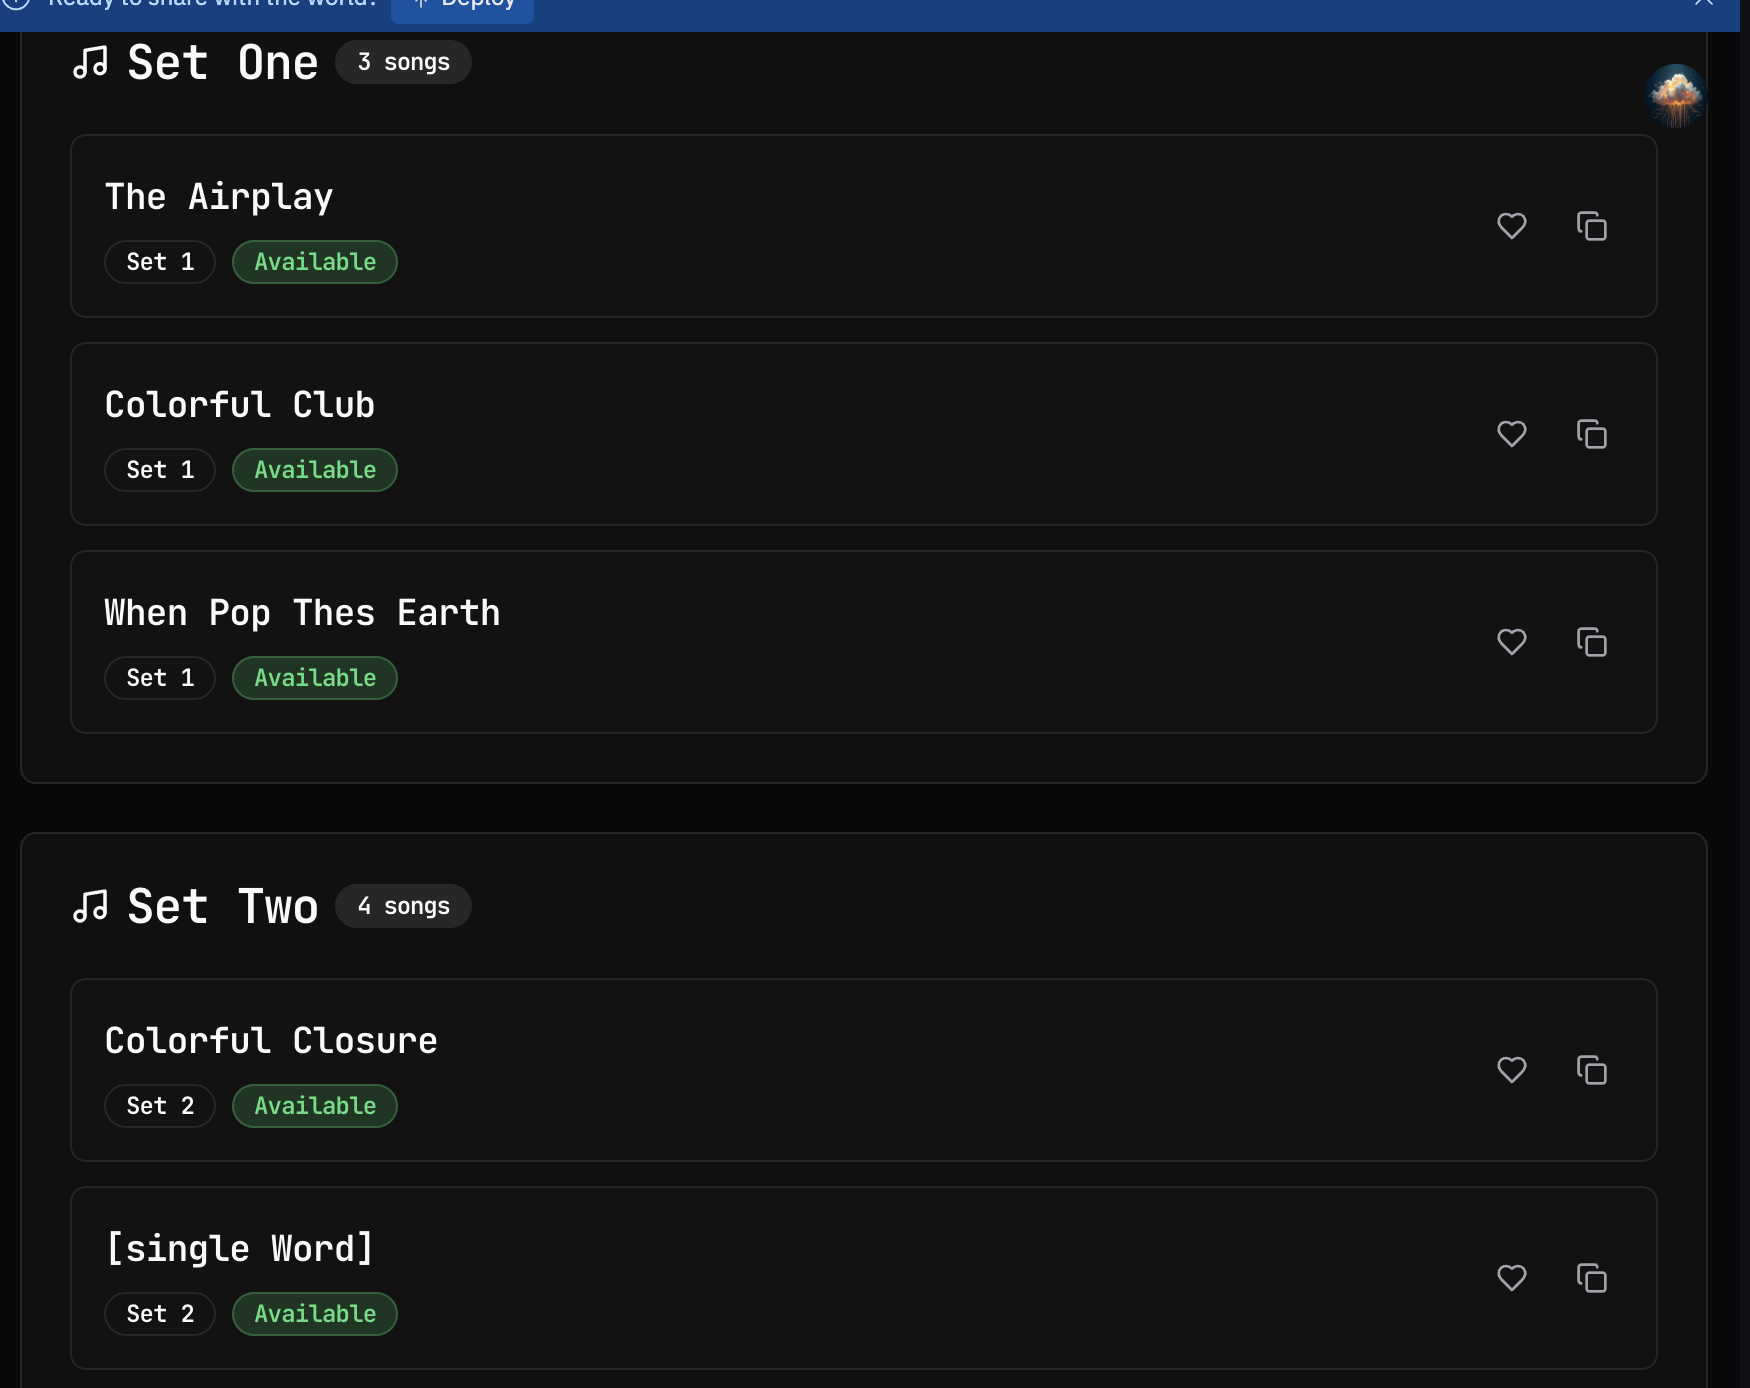 Ready to share with the world?
Deploy
Set One
3 songs
The Airplay
Set 1
Available
Colorful Club
Set 1
Available
When Pop Thes Earth
Set 1
Available
Set Two
4 songs
Colorful Closure
Set 2
Available
[single Word]
Set 2
Available